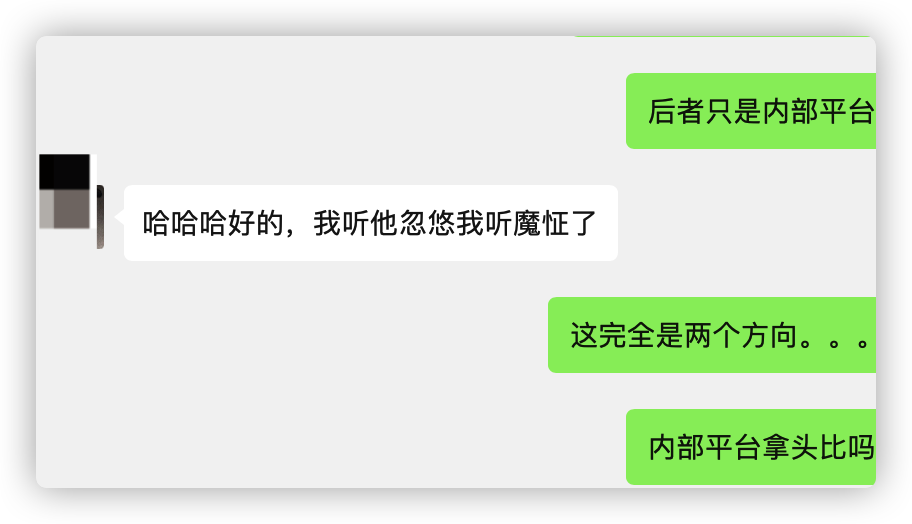 后者只是内部平台
哈哈哈好的，我听他忽悠我听魔怔了
这完全是两个方向。。。
内部平台拿头比吗